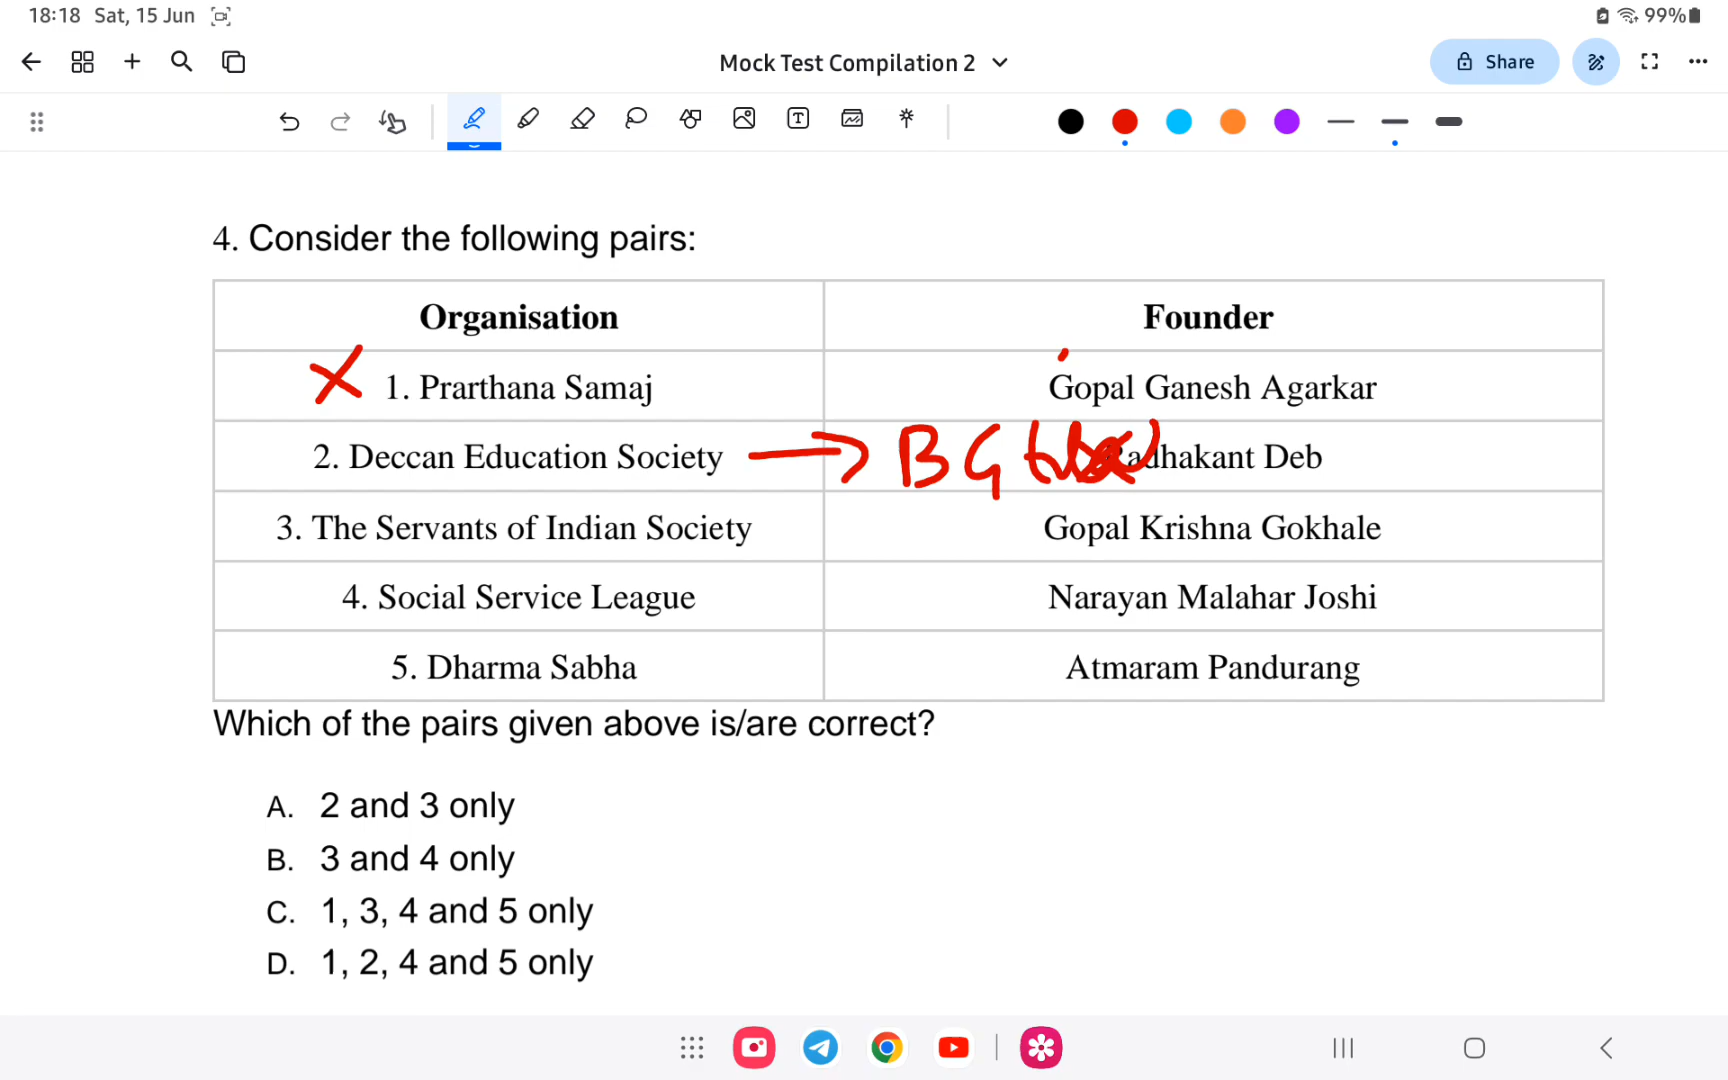 18:18 Sat, 15 Jun 99%
Mock Test Compilation 2
Share
4. Consider the following pairs:
Organisation Founder
1. Prarthana Samaj Gopal Ganesh Agarkar
2. Deccan Education Society → B G Radhakant Deb
3. The Servants of Indian Society Gopal Krishna Gokhale
4. Social Service League Narayan Malahar Joshi
5. Dharma Sabha Atmaram Pandurang
Which of the pairs given above is/are correct?
A. 2 and 3 only
B. 3 and 4 only
C. 1, 3, 4 and 5 only
D. 1, 2, 4 and 5 only